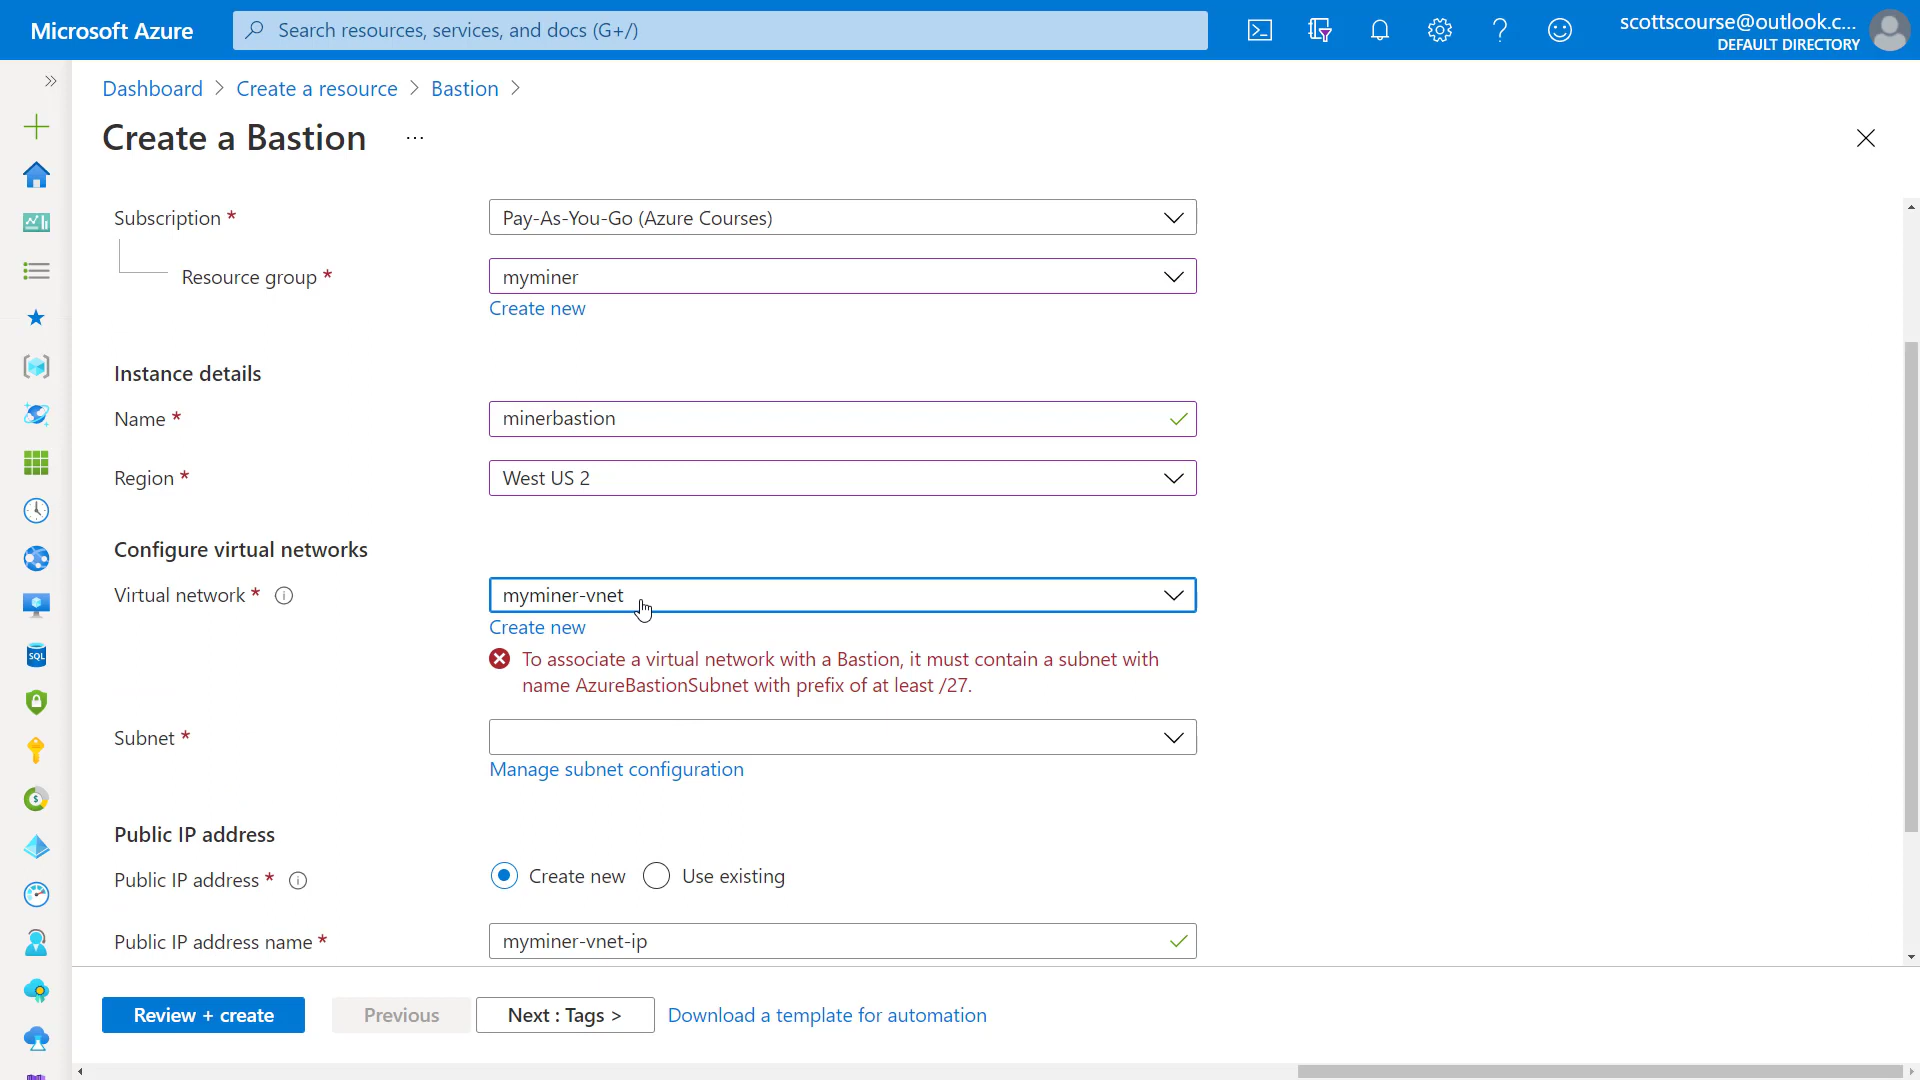 Microsoft Azure
Search resources, services, and docs (G+/)
scottscourse@outlook.c...
DEFAULT DIRECTORY
Dashboard > Create a resource > Bastion >
Create a Bastion ...
Subscription *
Pay-As-You-Go (Azure Courses)
Resource group *
myminer
Create new
Instance details
Name *
minerbastion
Region *
West US 2
Configure virtual networks
Virtual network *
myminer-vnet
Create new
To associate a virtual network with a Bastion, it must contain a subnet with
name AzureBastionSubnet with prefix of at least /27.
Subnet *
Manage subnet configuration
Public IP address
Public IP address *
Create new
Use existing
Public IP address name *
myminer-vnet-ip
Review + create
Previous
Next : Tags >
Download a template for automation
SQL